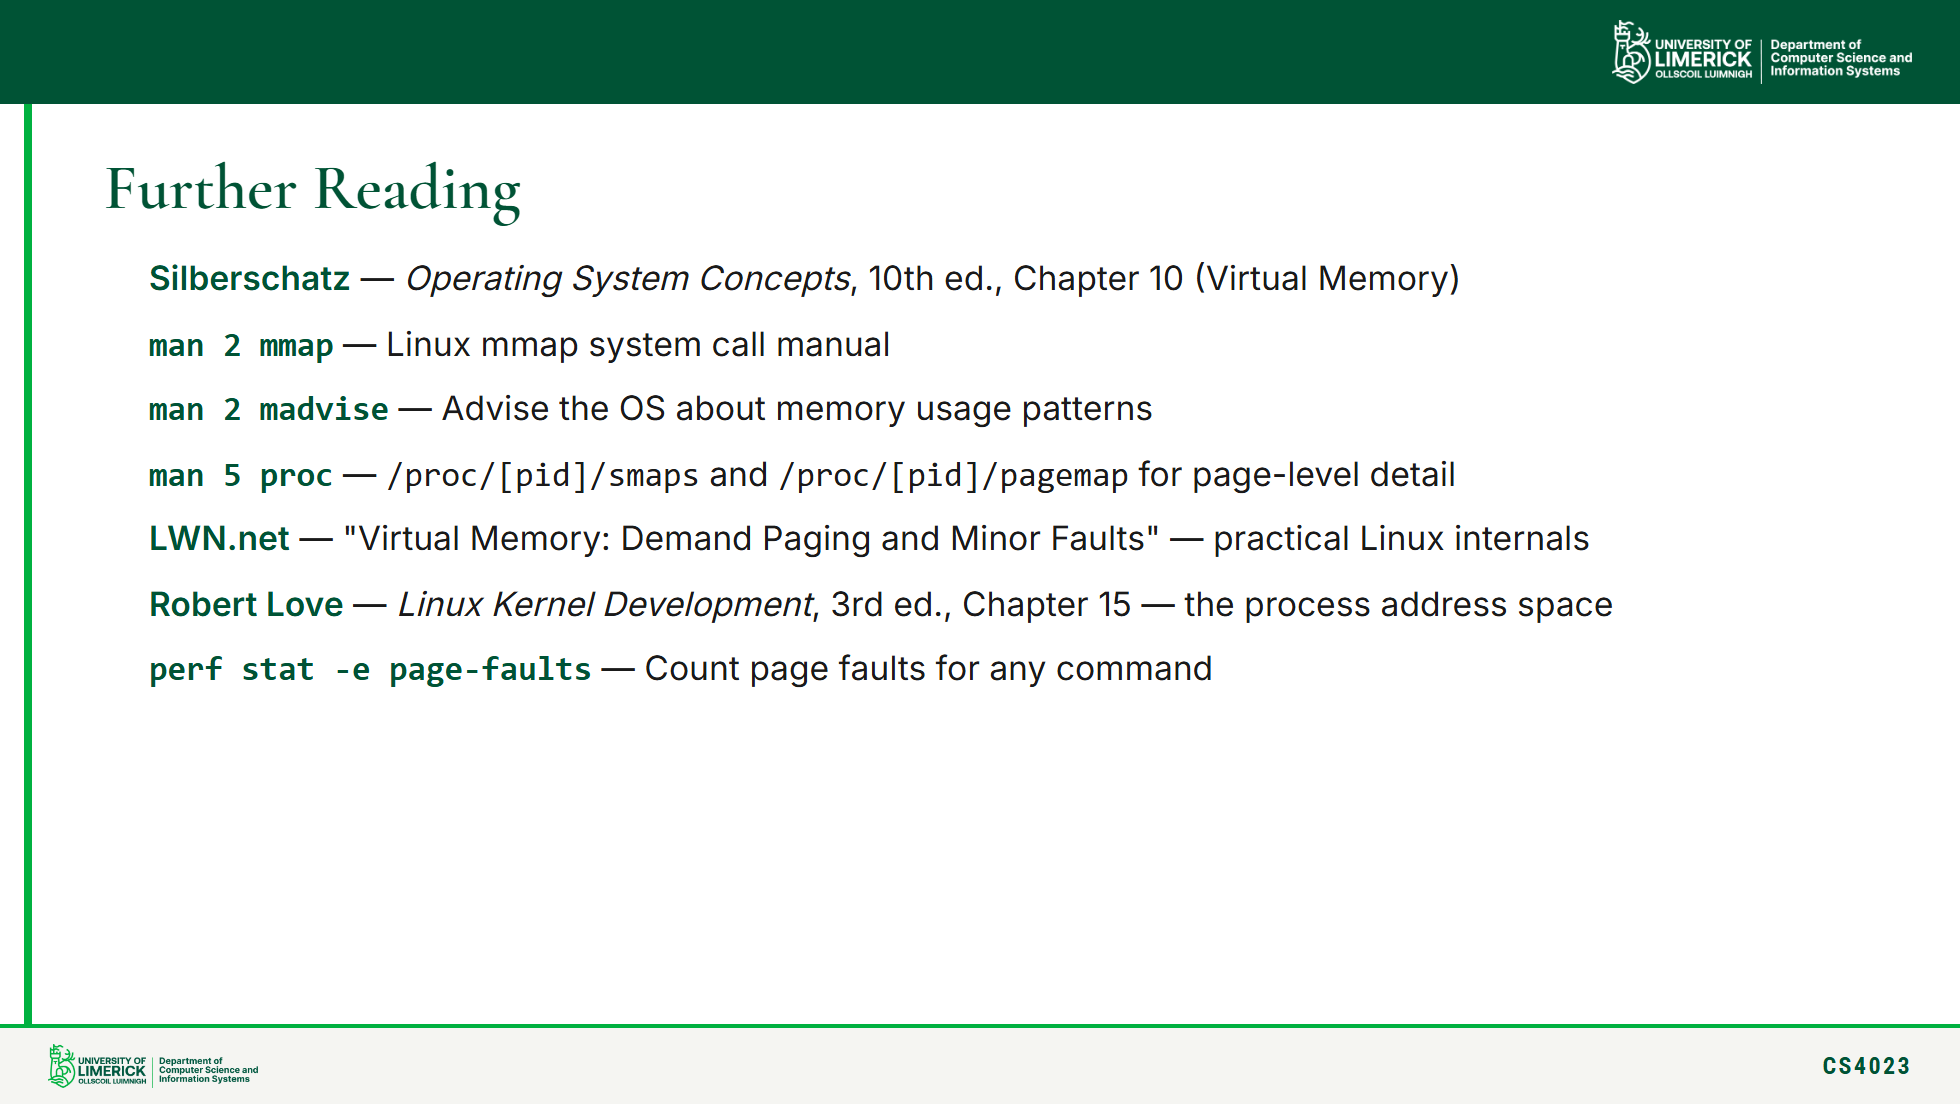 UNIVERSITY OF
LIMERICK
OLLSCOIL LUIMNIGH
Department of
Computer Science and
Information Systems
Further Reading
Silberschatz — Operating System Concepts, 10th ed., Chapter 10 (Virtual Memory)
man 2 mmap — Linux mmap system call manual
man 2 madvise — Advise the OS about memory usage patterns
man 5 proc — /proc/[pid]/smaps and /proc/[pid]/pagemap for page-level detail
LWN.net — "Virtual Memory: Demand Paging and Minor Faults" — practical Linux internals
Robert Love — Linux Kernel Development, 3rd ed., Chapter 15 — the process address space
perf stat -e page-faults — Count page faults for any command
UNIVERSITY OF
LIMERICK
OLLSCOIL LUIMNIGH
Department of
Computer Science and
Information Systems
CS4023